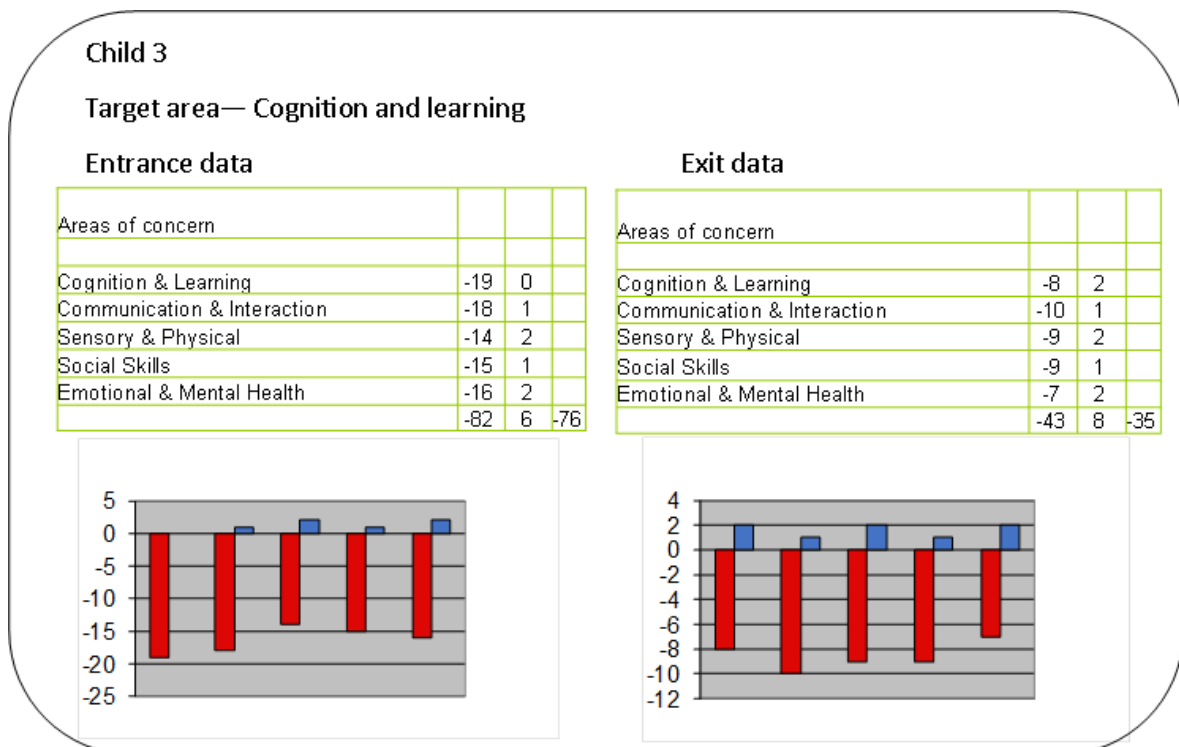 Child 3
Target area— Cognition and learning
Entrance data
Areas of concern
Cognition & Learning -19 0
Communication & Interaction -18 1
Sensory & Physical -14 2
Social Skills -15 1
Emotional & Mental Health -16 2
-82 6 -76
5
0
-5
-10
-15
-20
-25
Exit data
Areas of concern
Cognition & Learning -8 2
Communication & Interaction -10 1
Sensory & Physical -9 2
Social Skills -9 1
Emotional & Mental Health -7 2
-43 8 -35
4
2
0
-2
-4
-6
-8
-10
-12